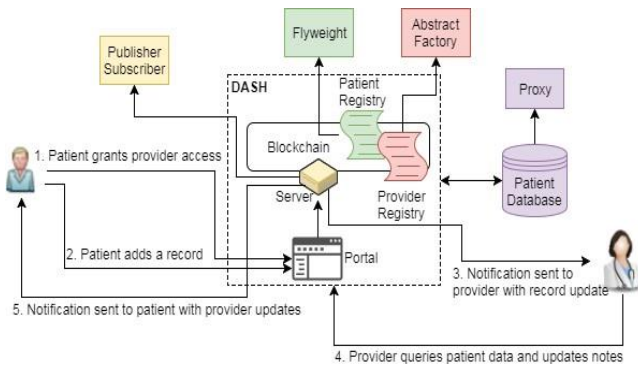 Flyweight
Abstract
Factory
Publisher
Subscriber
DASH
Patient
Registry
Proxy
Blockchain
1. Patient grants provider access
Server
Provider
Registry
Patient
Database
2. Patient adds a record
Portal
3. Notification sent to
provider with record update
5. Notification sent to patient with provider updates
4. Provider queries patient data and updates notes